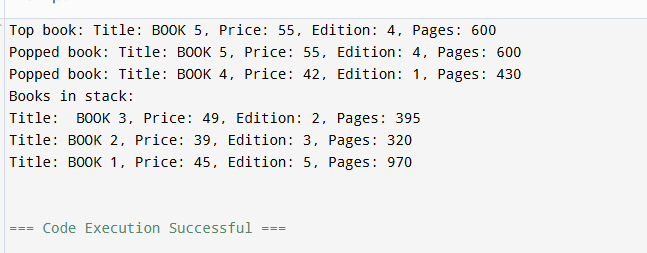 Top book: Title: BOOK 5, Price: 55, Edition: 4, Pages: 600
Popped book: Title: BOOK 5, Price: 55, Edition: 4, Pages: 600
Popped book: Title: BOOK 4, Price: 42, Edition: 1, Pages: 430
Books in stack:
Title:  BOOK 3, Price: 49, Edition: 2, Pages: 395
Title: BOOK 2, Price: 39, Edition: 3, Pages: 320
Title: BOOK 1, Price: 45, Edition: 5, Pages: 970
=== Code Execution Successful ===